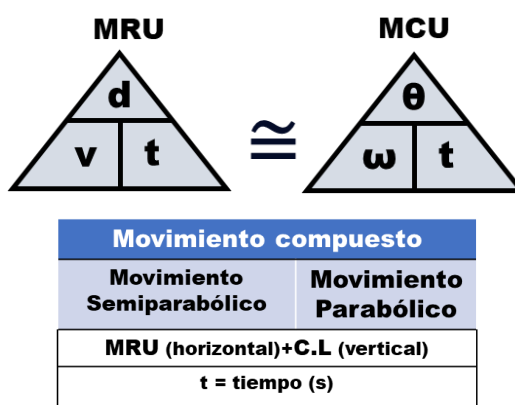 MRU
MCU
d
v t
≅
θ
ω t
Movimiento compuesto
Movimiento
Semiparabólico
Movimiento
Parabólico
MRU (horizontal)+C.L (vertical)
t = tiempo (s)